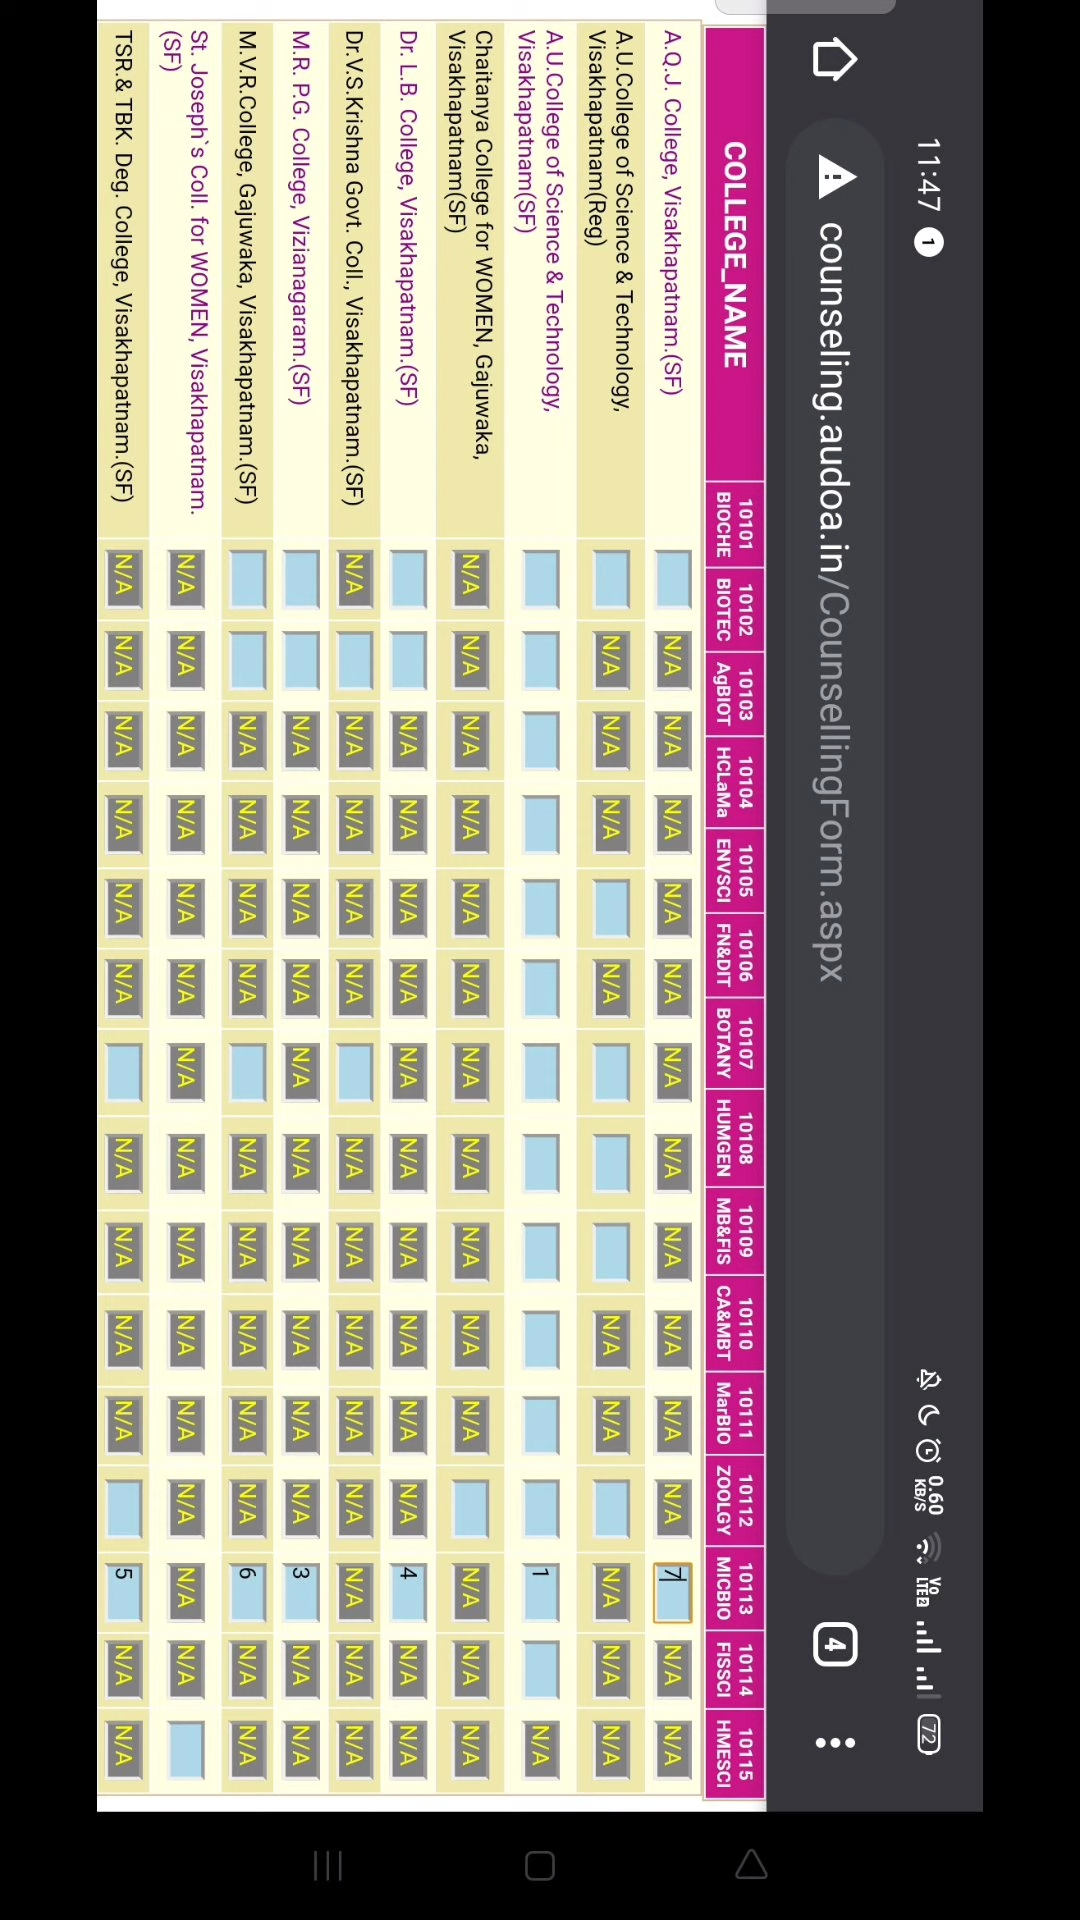 11:47 1 0.60 KB/S Vo LTE2 72
counseling.audoa.in/CounsellingForm.aspx 4
COLLEGE_NAME 10101 BIOCHE 10102 BIOTEC 10103 AgBIOT 10104 HCLaMa 10105 ENVSCI 10106 FN&DIT 10107 BOTANY 10108 HUMGEN 10109 MB&FIS 10110 CA&MBT 10111 MarBIO 10112 ZOOLGY 10113 MICBIO 10114 FISSCI 10115 HMESCI
A.Q.J. College, Visakhapatnam.(SF) N/A N/A N/A N/A N/A N/A N/A N/A N/A N/A N/A 7 N/A N/A
A.U.College of Science & Technology,
Visakhapatnam(Reg) N/A N/A N/A N/A N/A N/A N/A N/A N/A
A.U.College of Science & Technology,
Visakhapatnam(SF) 1 N/A
Chaitanya College for WOMEN, Gajuwaka,
Visakhapatnam(SF) N/A N/A N/A N/A N/A N/A N/A N/A N/A N/A N/A N/A N/A N/A
Dr. L.B. College, Visakhapatnam.(SF) N/A N/A N/A N/A N/A N/A N/A N/A N/A N/A 4 N/A N/A
Dr.V.S.Krishna Govt. Coll., Visakhapatnam.(SF) N/A N/A N/A N/A N/A N/A N/A N/A N/A N/A N/A N/A N/A
M.R. P.G. College, Vizianagaram.(SF) N/A N/A N/A N/A N/A N/A N/A N/A N/A N/A 3 N/A N/A
M.V.R.College, Gajuwaka, Visakhapatnam.(SF) N/A N/A N/A N/A N/A N/A N/A N/A N/A 6 N/A N/A
St. Joseph`s Coll. for WOMEN, Visakhapatnam.
(SF) N/A N/A N/A N/A N/A N/A N/A N/A N/A N/A N/A N/A N/A N/A
TSR.& TBK. Deg. College, Visakhapatnam.(SF) N/A N/A N/A N/A N/A N/A N/A N/A N/A N/A 5 N/A N/A